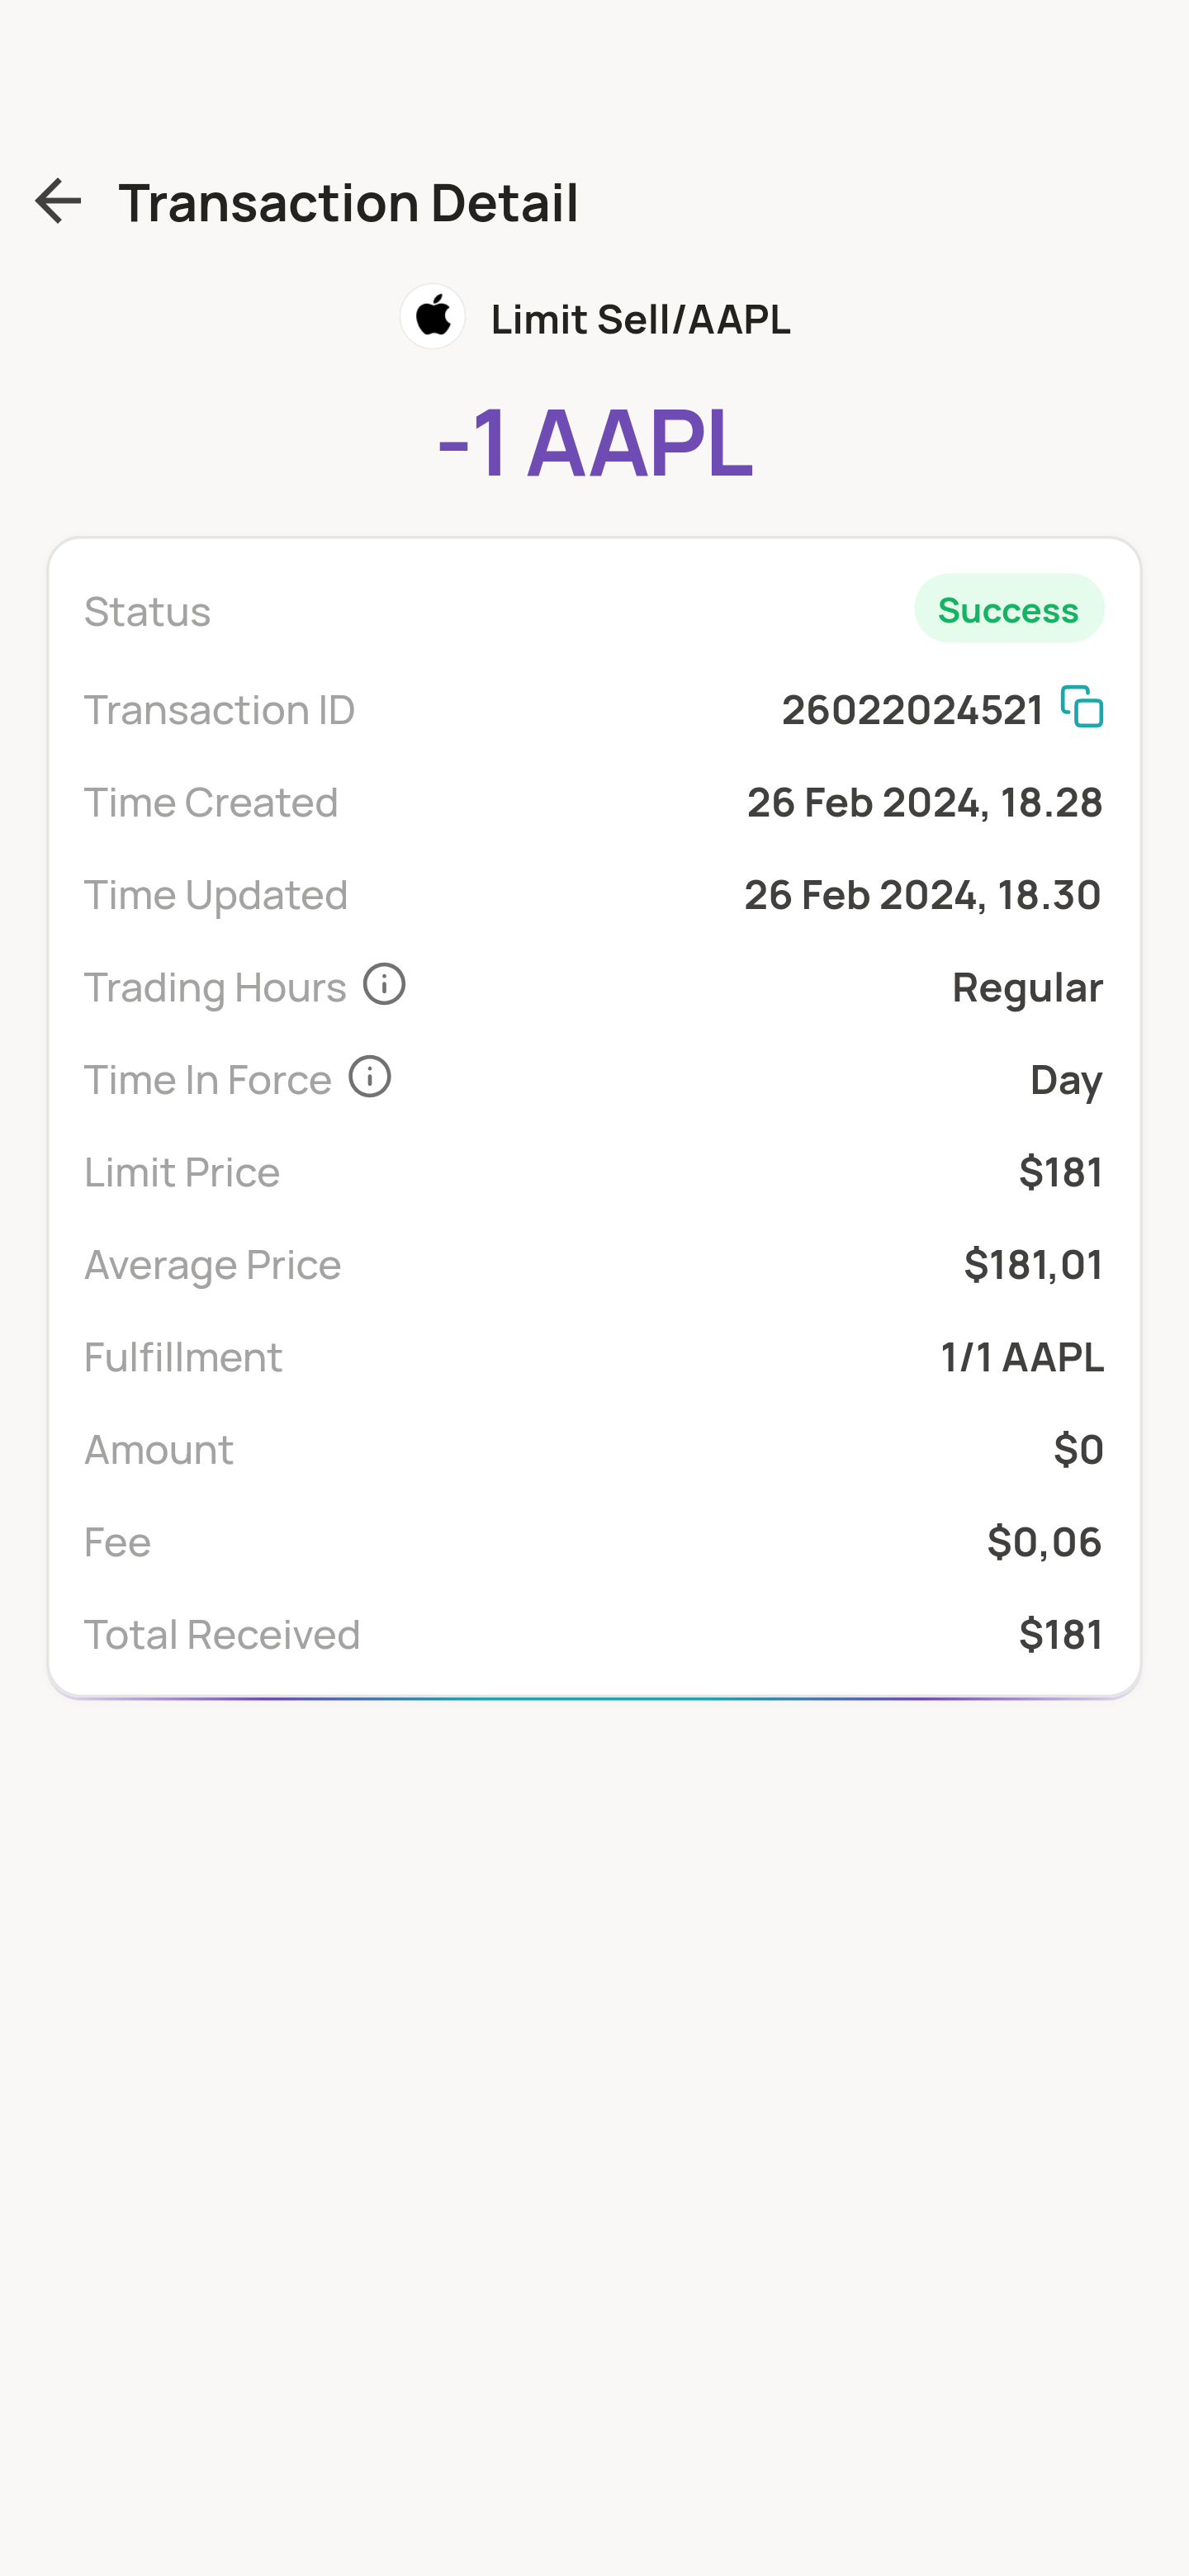 Transaction Detail
Limit Sell/AAPL
-1 AAPL
Status Success
Transaction ID 26022024521
Time Created 26 Feb 2024, 18.28
Time Updated 26 Feb 2024, 18.30
Trading Hours Regular
Time In Force Day
Limit Price $181
Average Price $181,01
Fulfillment 1/1 AAPL
Amount $0
Fee $0,06
Total Received $181